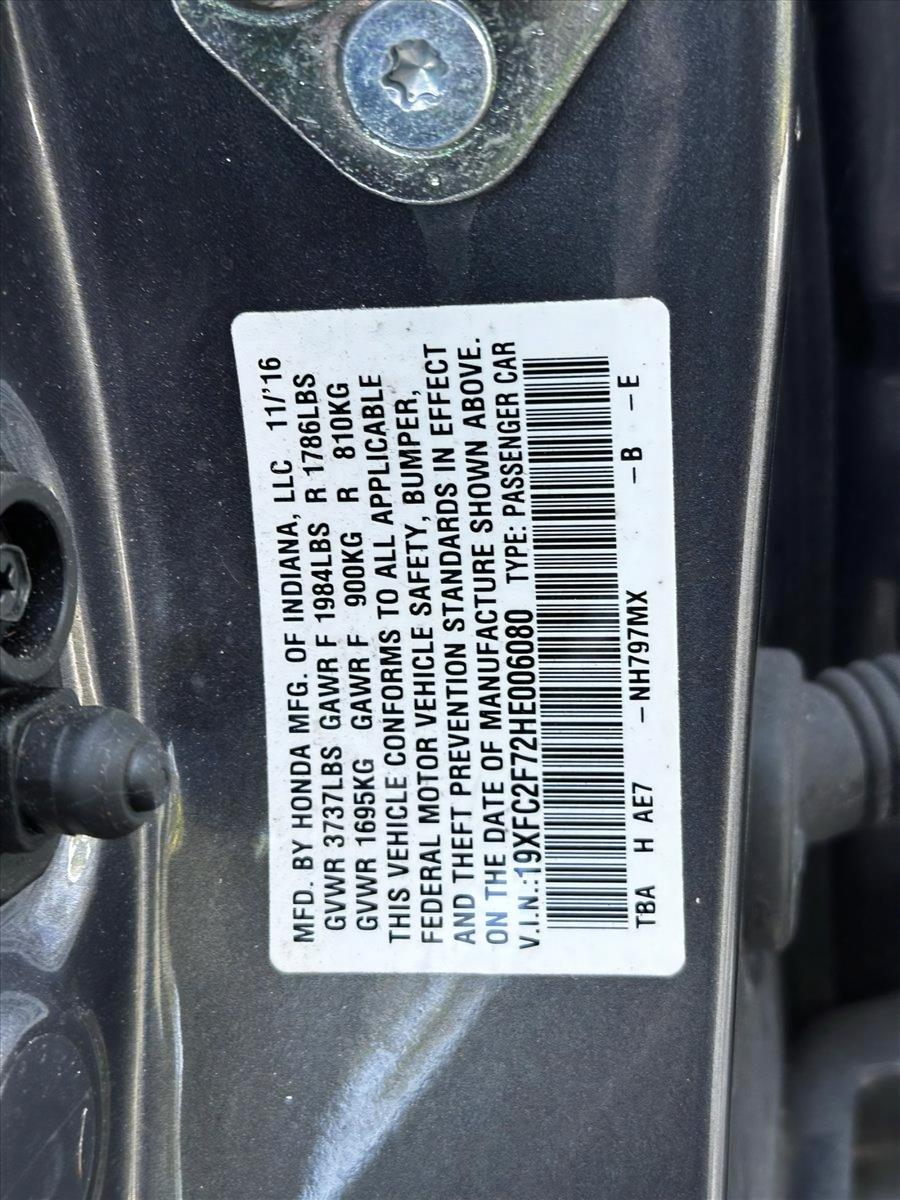 MFD. BY HONDA MFG. OF INDIANA, LLC 11/'16
GVWR 3737LBS GAWR F 1984LBS R 1786LBS
GVWR 1695KG GAWR F 900KG R 810KG
THIS VEHICLE CONFORMS TO ALL APPLICABLE
FEDERAL MOTOR VEHICLE SAFETY, BUMPER,
AND THEFT PREVENTION STANDARDS IN EFFECT
ON THE DATE OF MANUFACTURE SHOWN ABOVE.
V.I.N.:19XFC2F72HE006080 TYPE: PASSENGER CAR
TBA H AE7 –NH797MX –B –E